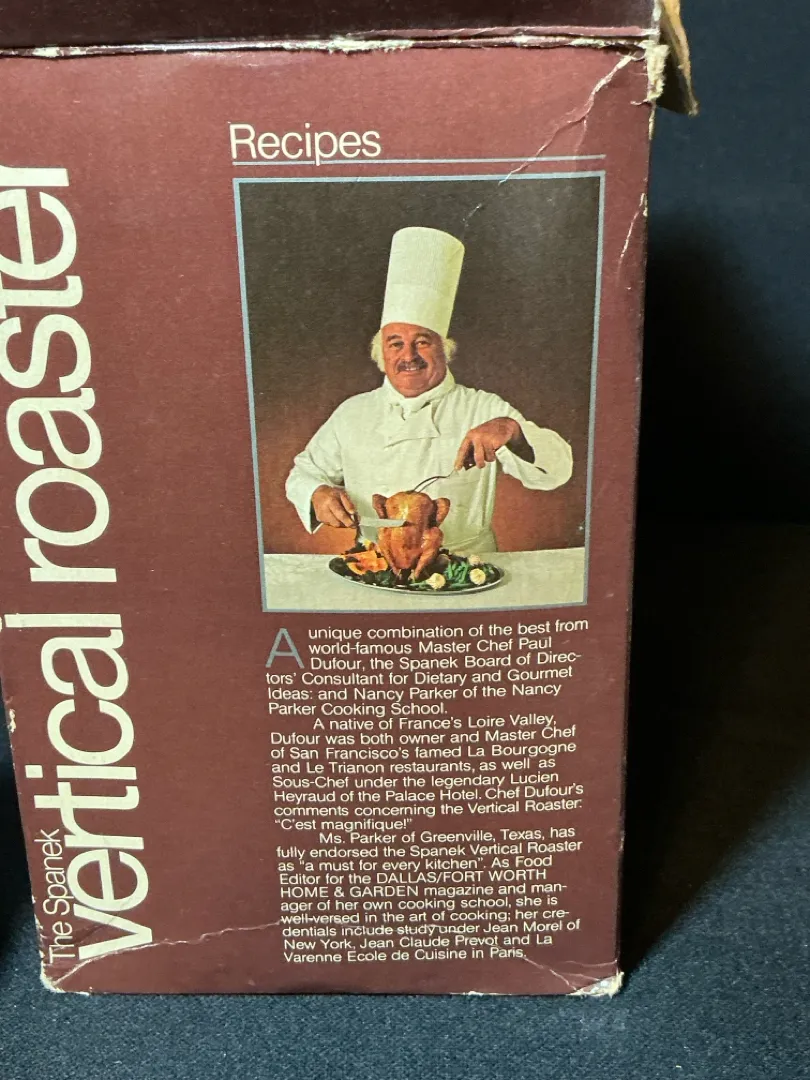 Recipes
A unique combination of the best from
world-famous Master Chef Paul
Dufour, the Spanek Board of Direc-
tors' Consultant for Dietary and Gourmet
Ideas: and Nancy Parker of the Nancy
Parker Cooking School.
A native of France's Loire Valley,
Dufour was both owner and Master Chef
of San Francisco's famed La Bourgogne
and Le Trianon restaurants, as well as
Sous-Chef under the legendary Lucien
Heyraud of the Palace Hotel. Chef Dufour's
comments concerning the Vertical Roaster:
"C'est magnifique!"
Ms. Parker of Greenville, Texas, has
fully endorsed the Spanek Vertical Roaster
as "a must for every kitchen". As Food
Editor for the DALLAS/FORT WORTH
HOME & GARDEN magazine and man-
ager of her own cooking school, she is
well-versed in the art of cooking; her cre-
dentials include study under Jean Morel of
New York, Jean Claude Prevot and La
Varenne Ecole de Cuisine in Paris.
The Spanek
vertical roaster